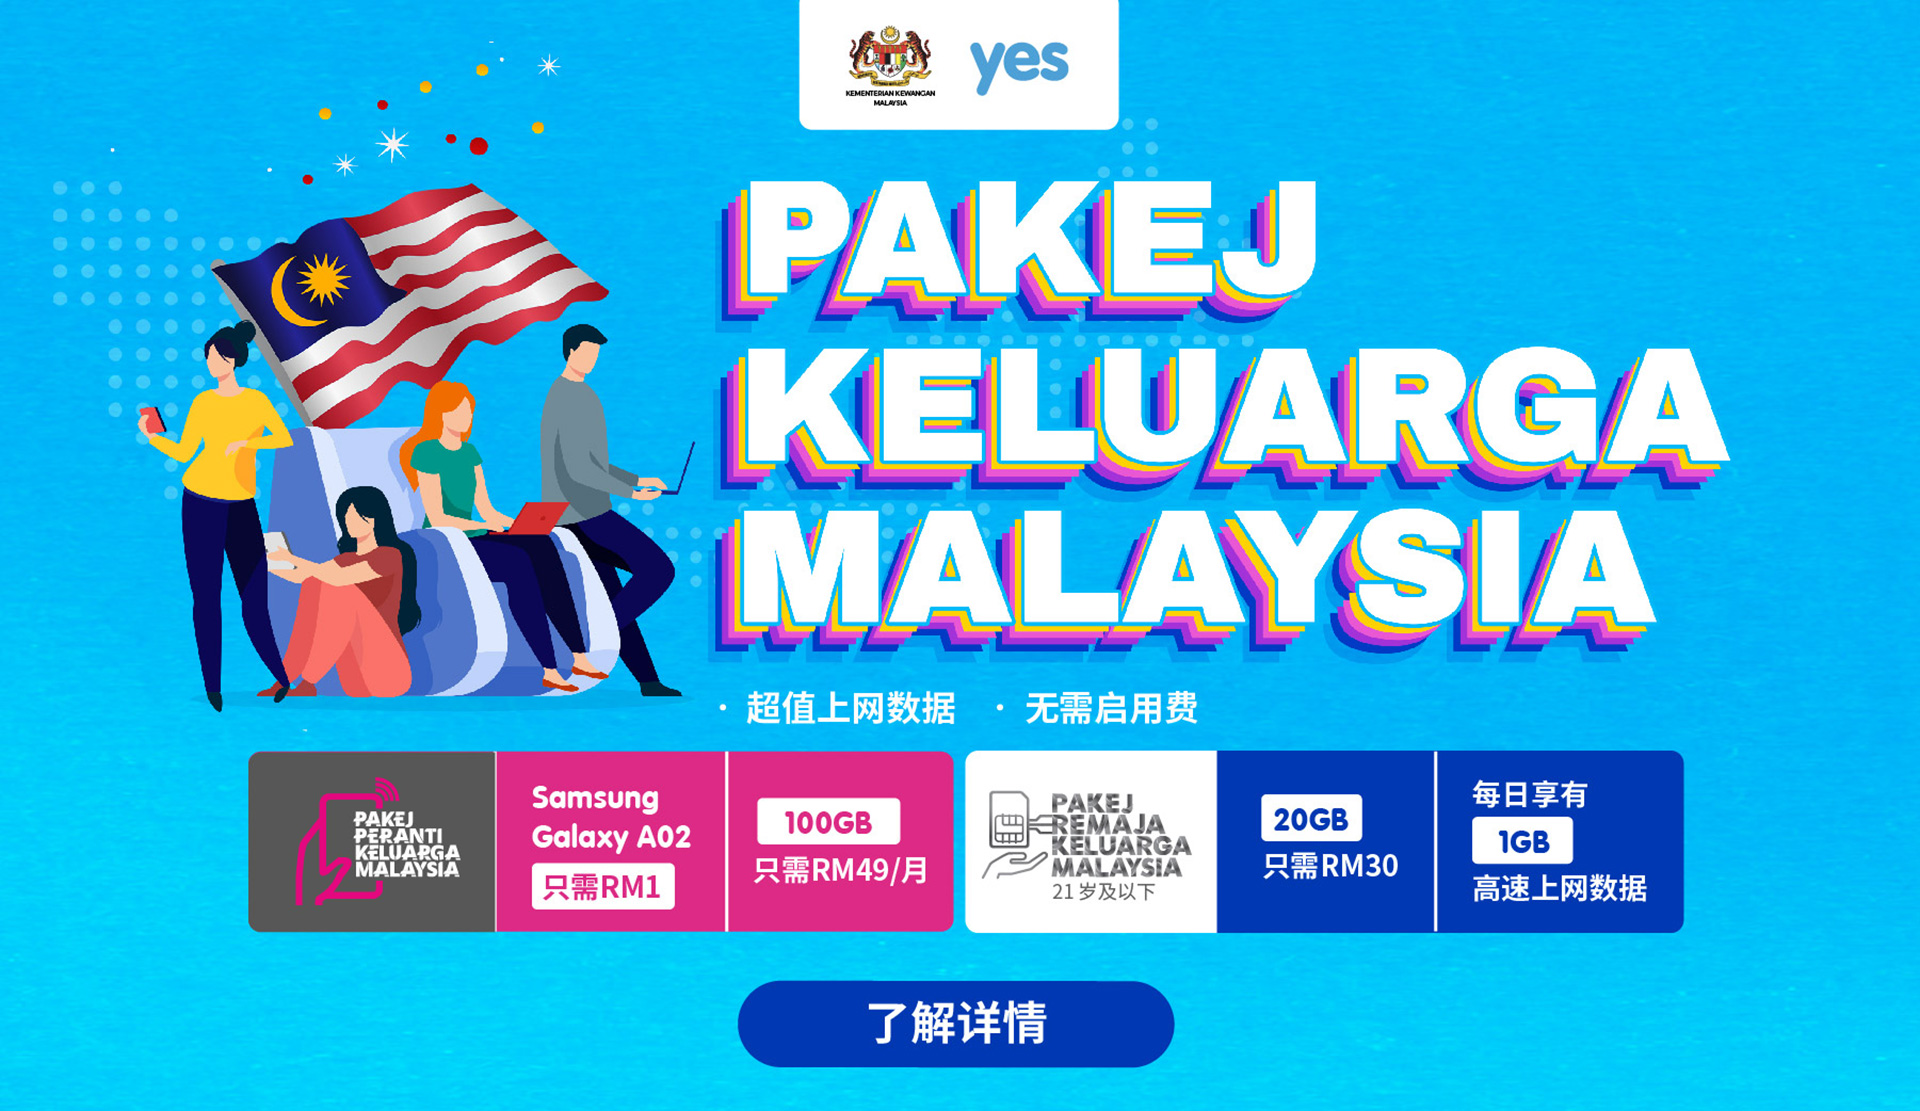 KEMENTERIAN KEWANGAN
MALAYSIA
yes
PAKEJ
KELUARGA
MALAYSIA
· 超值上网数据 · 无需启用费
PAKEJ
PERANTI
KELUARGA
MALAYSIA
Samsung
Galaxy A02
只需RM1
100GB
只需RM49/月
PAKEJ
REMAJA
KELUARGA
MALAYSIA
21 岁及以下
20GB
只需RM30
每日享有
1GB
高速上网数据
了解详情